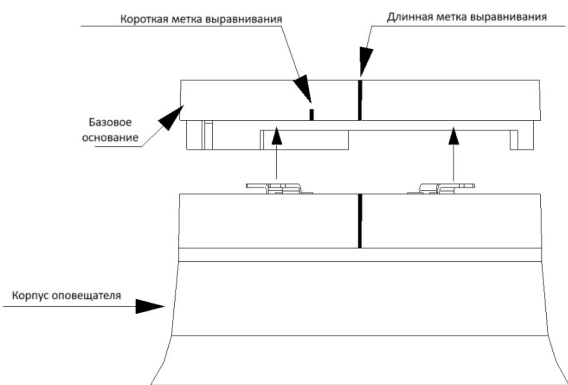 Короткая метка выравнивания
Длинная метка выравнивания
Базовое
основание
Корпус оповещателя